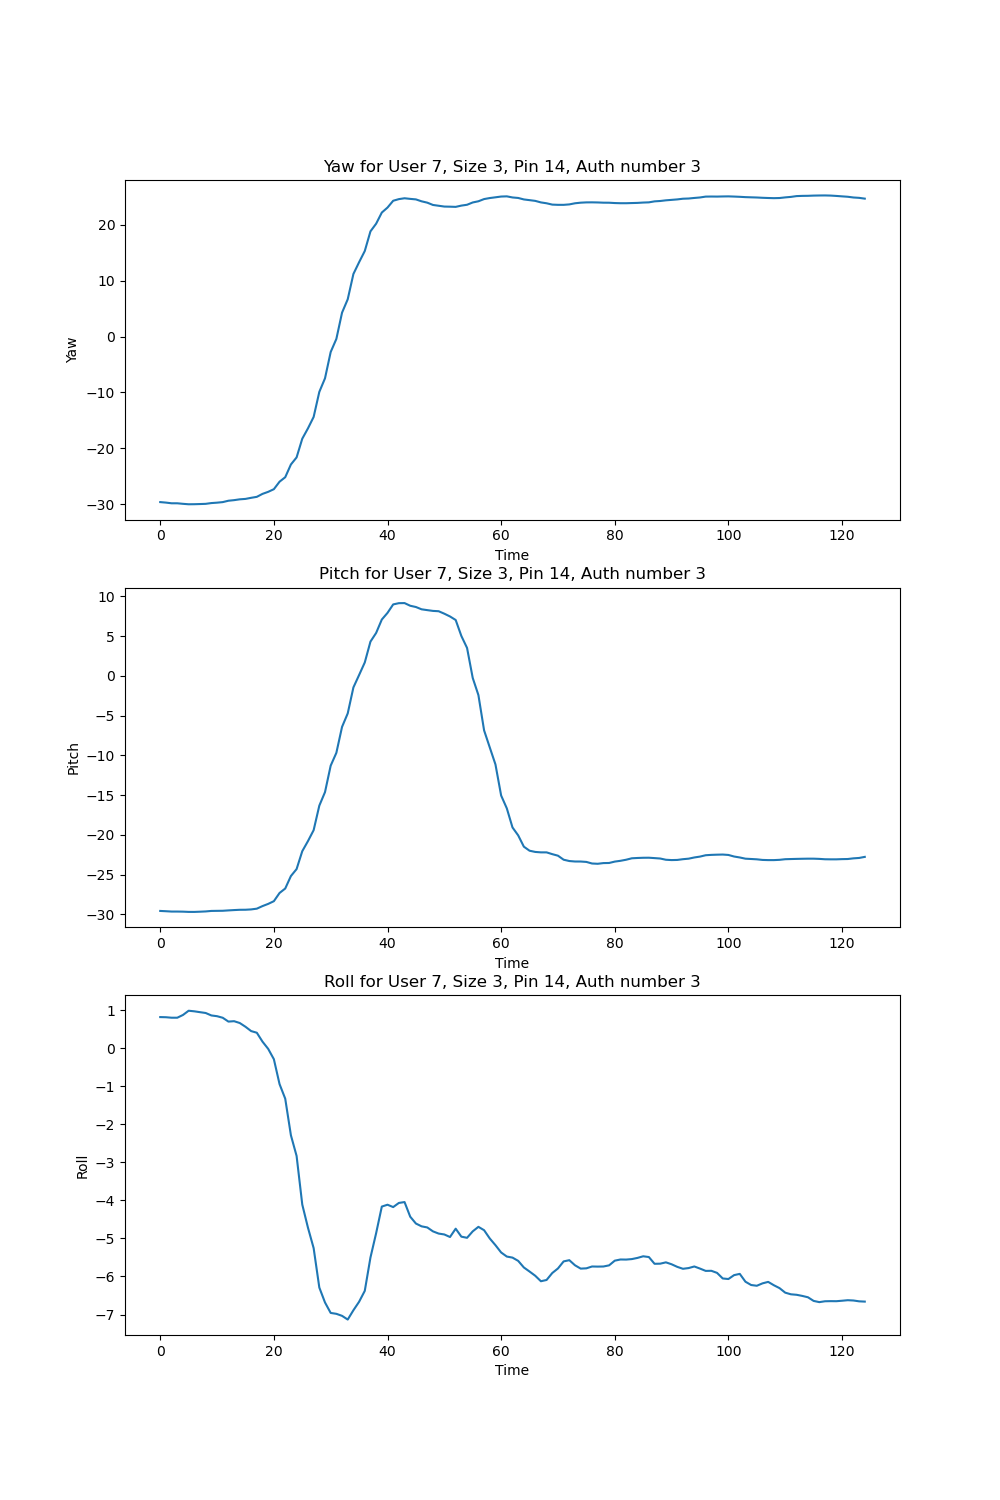 Yaw for User 7, Size 3, Pin 14, Auth number 3
20
10
0
−10
−20
−30
Yaw
0 20 40 60 80 100 120
Time
Pitch for User 7, Size 3, Pin 14, Auth number 3
10
5
0
−5
−10
−15
−20
−25
−30
Pitch
0 20 40 60 80 100 120
Time
Roll for User 7, Size 3, Pin 14, Auth number 3
1
0
−1
−2
−3
−4
−5
−6
−7
Roll
0 20 40 60 80 100 120
Time